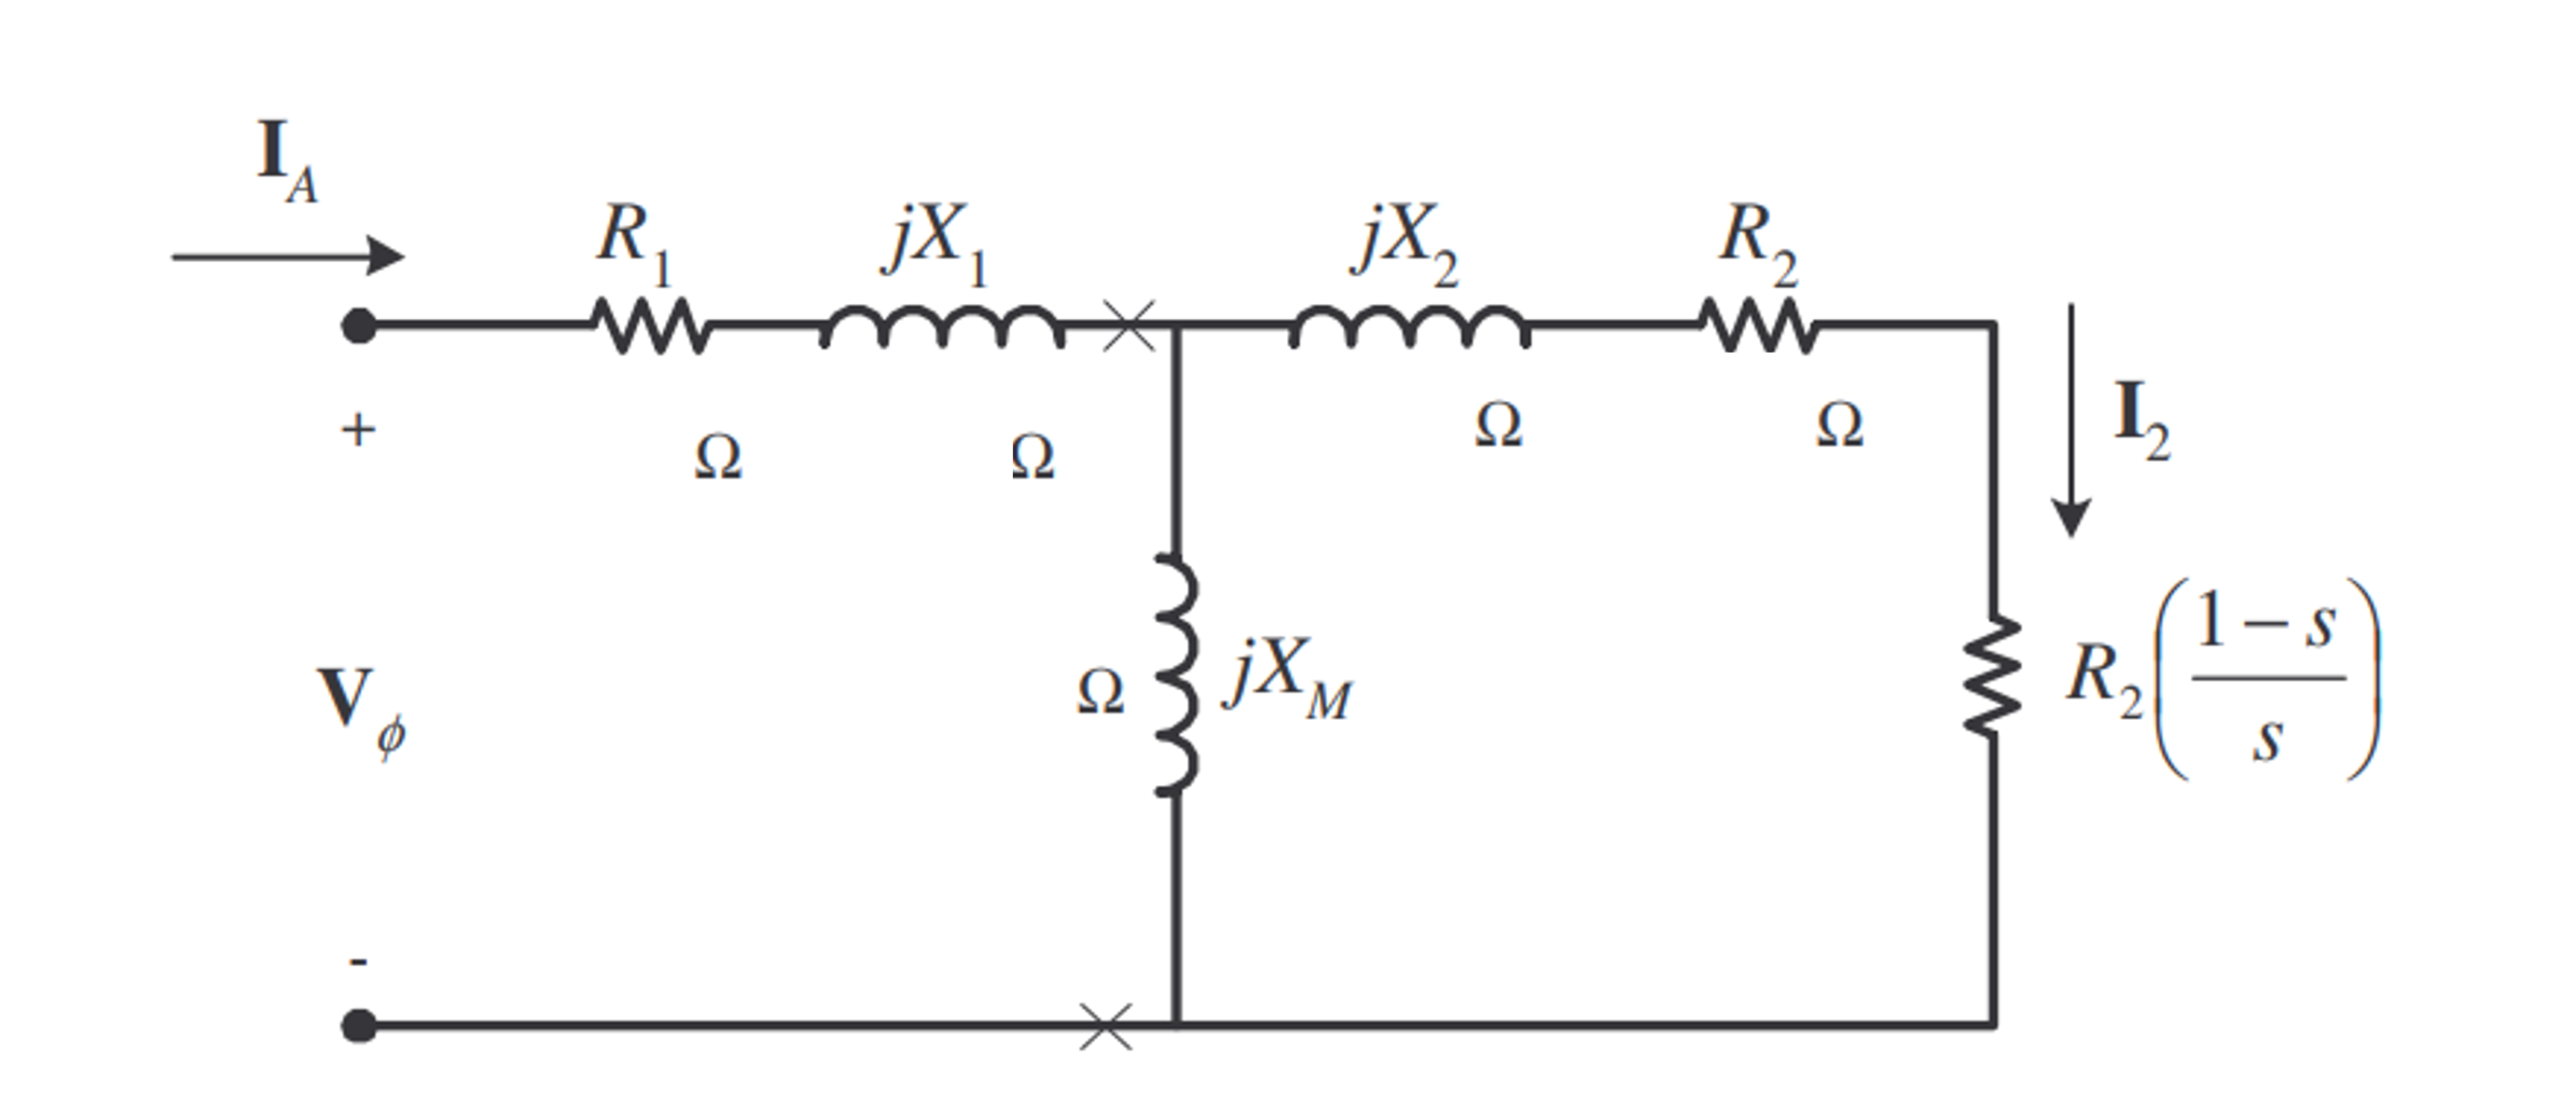 I_A
R_1 jX_1 jX_2 R_2
+ Ω Ω Ω Ω I_2
V_ϕ Ω jX_M R_2(1−s/s)
-